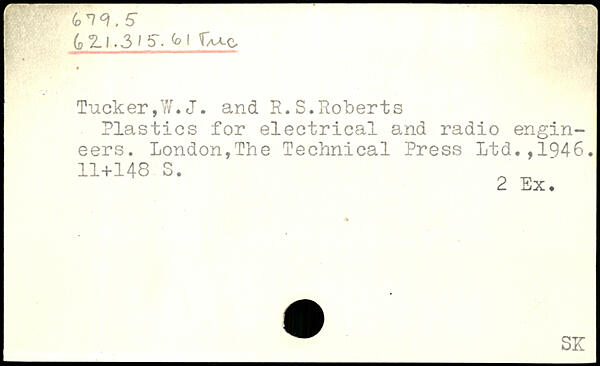 679.5
621.315.61 Tuc
Tucker,W.J. and R.S.Roberts
Plastics for electrical and radio engin-
eers. London,The Technical Press Ltd.,1946.
11+148 S.
2 Ex.
SK